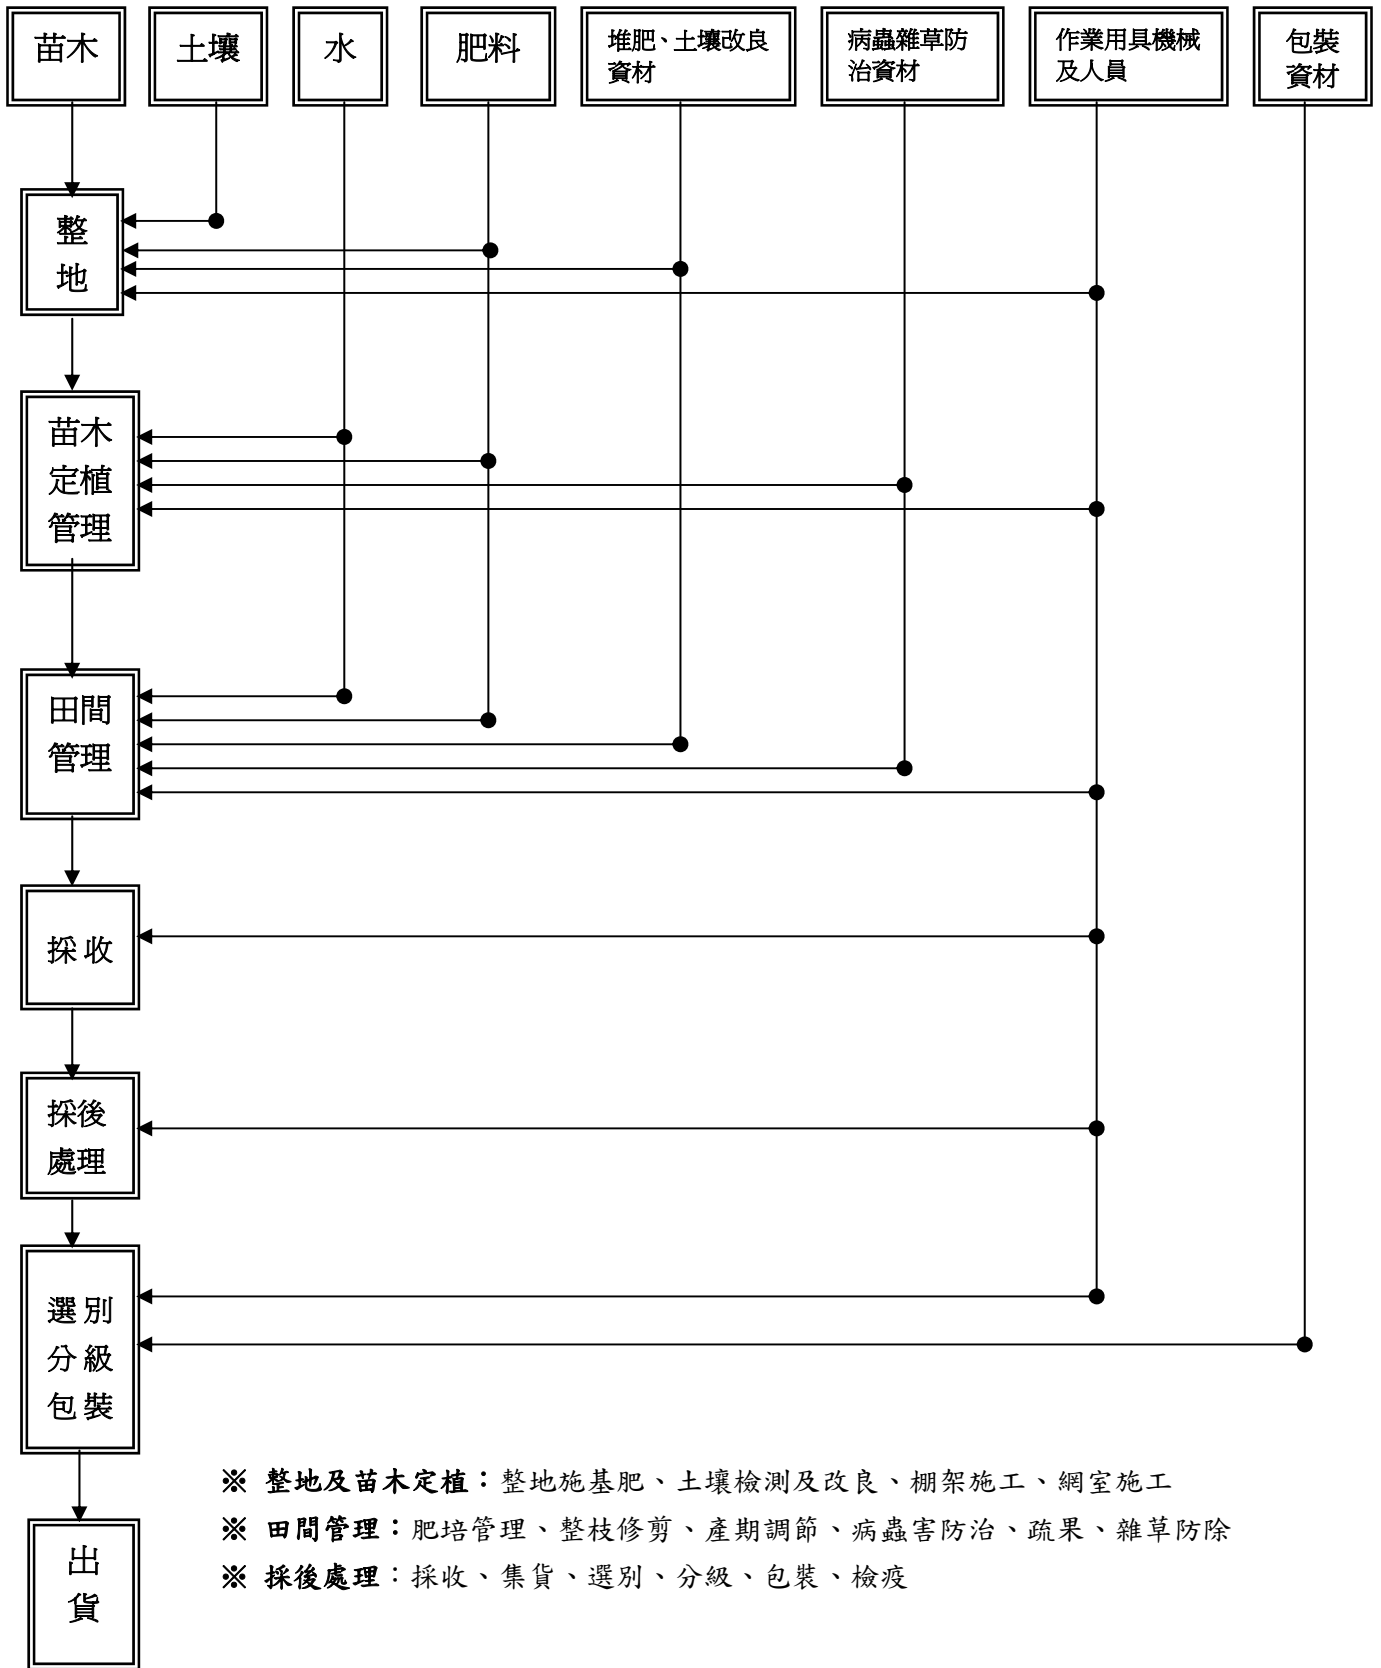 苗木
土壤
水
肥料
堆肥、土壤改良
資材
病蟲雜草防
治資材
作業用具機械
及人員
包裝
資材
整
地
苗木
定植
管理
田間
管理
採收
採後
處理
選別
分級
包裝
出
貨
※ 整地及苗木定植：整地施基肥、土壤檢測及改良、棚架施工、網室施工
※ 田間管理：肥培管理、整枝修剪、產期調節、病蟲害防治、疏果、雜草防除
※ 採後處理：採收、集貨、選別、分級、包裝、檢疫